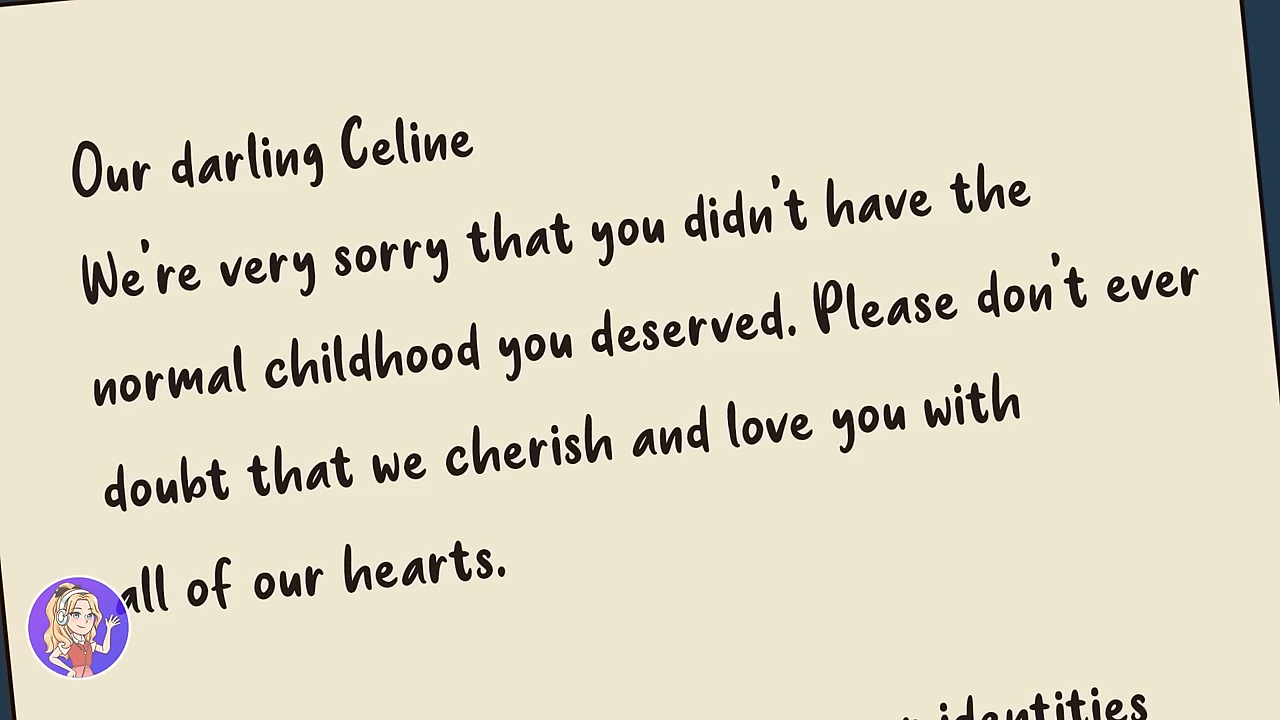 Our darling Celine
We're very sorry that you didn't have the
normal childhood you deserved. Please don't ever
doubt that we cherish and love you with
all of our hearts.
identities